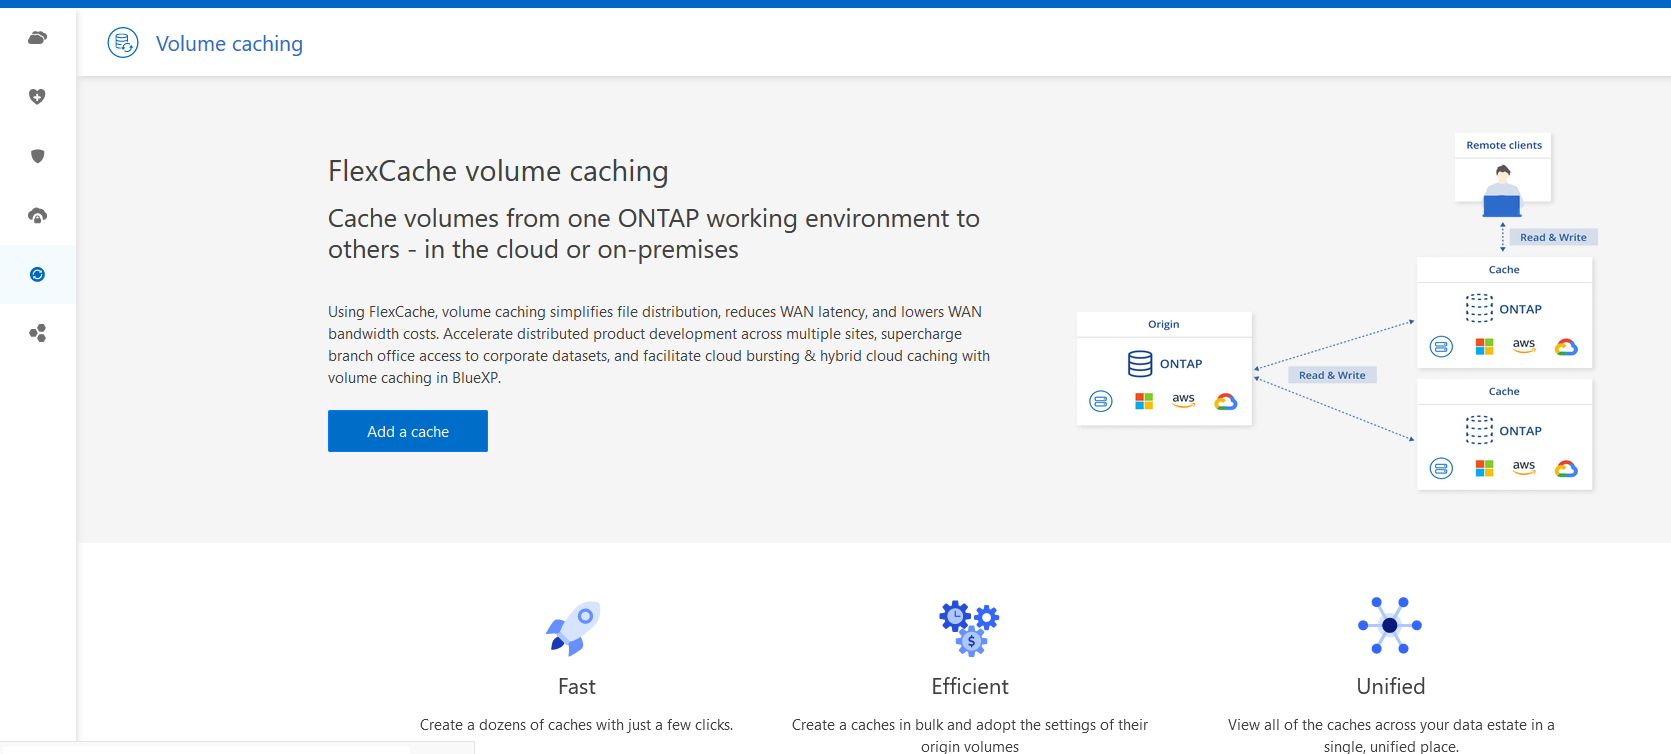 Volume caching
FlexCache volume caching
Cache volumes from one ONTAP working environment to
others - in the cloud or on-premises
Using FlexCache, volume caching simplifies file distribution, reduces WAN latency, and lowers WAN
bandwidth costs. Accelerate distributed product development across multiple sites, supercharge
branch office access to corporate datasets, and facilitate cloud bursting & hybrid cloud caching with
volume caching in BlueXP.
Add a cache
Remote clients
Read & Write
Cache
ONTAP
aws
Origin
ONTAP
aws
Read & Write
Cache
ONTAP
aws
Fast
Create a dozens of caches with just a few clicks.
Efficient
Create a caches in bulk and adopt the settings of their
origin volumes
Unified
View all of the caches across your data estate in a
single, unified place.